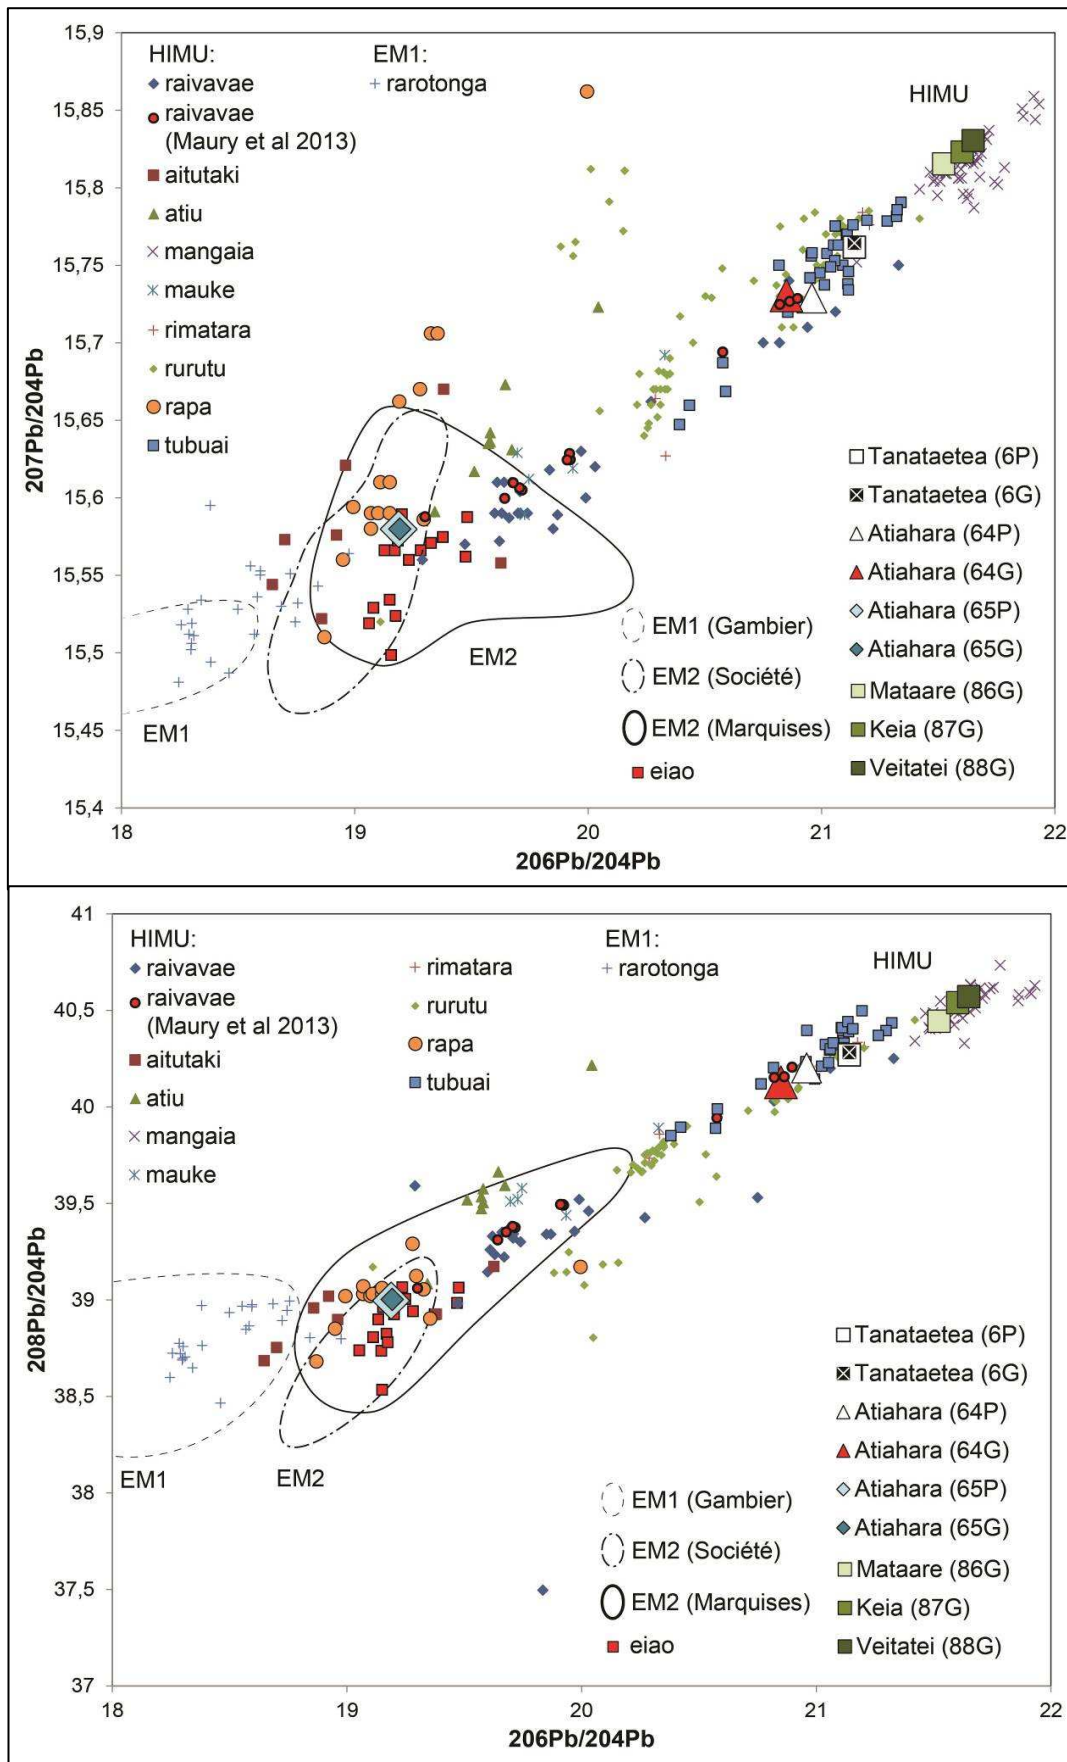 HIMU:
EM1:
raivavae
rarotonga
raivavae
(Maury et al 2013)
aitutaki
atiu
mangaia
mauke
rimatara
rurutu
rapa
tubuai
HIMU
15,9
15,85
15,8
15,75
15,7
15,65
15,6
15,55
15,5
15,45
15,4
207Pb/204Pb
EM1
EM2
EM1 (Gambier)
EM2 (Société)
EM2 (Marquises)
eiao
Tanataetea (6P)
Tanataetea (6G)
Atiahara (64P)
Atiahara (64G)
Atiahara (65P)
Atiahara (65G)
Mataare (86G)
Keia (87G)
Veitatei (88G)
18
19
20
21
22
206Pb/204Pb
HIMU:
EM1:
raivavae
rimatara
rarotonga
raivavae
(Maury et al 2013)
rurutu
aitutaki
rapa
atiu
tubuai
mangaia
mauke
HIMU
41
40,5
40
39,5
39
38,5
38
37,5
37
208Pb/204Pb
EM1
EM2
EM1 (Gambier)
EM2 (Société)
EM2 (Marquises)
eiao
Tanataetea (6P)
Tanataetea (6G)
Atiahara (64P)
Atiahara (64G)
Atiahara (65P)
Atiahara (65G)
Mataare (86G)
Keia (87G)
Veitatei (88G)
18
19
20
21
22
206Pb/204Pb